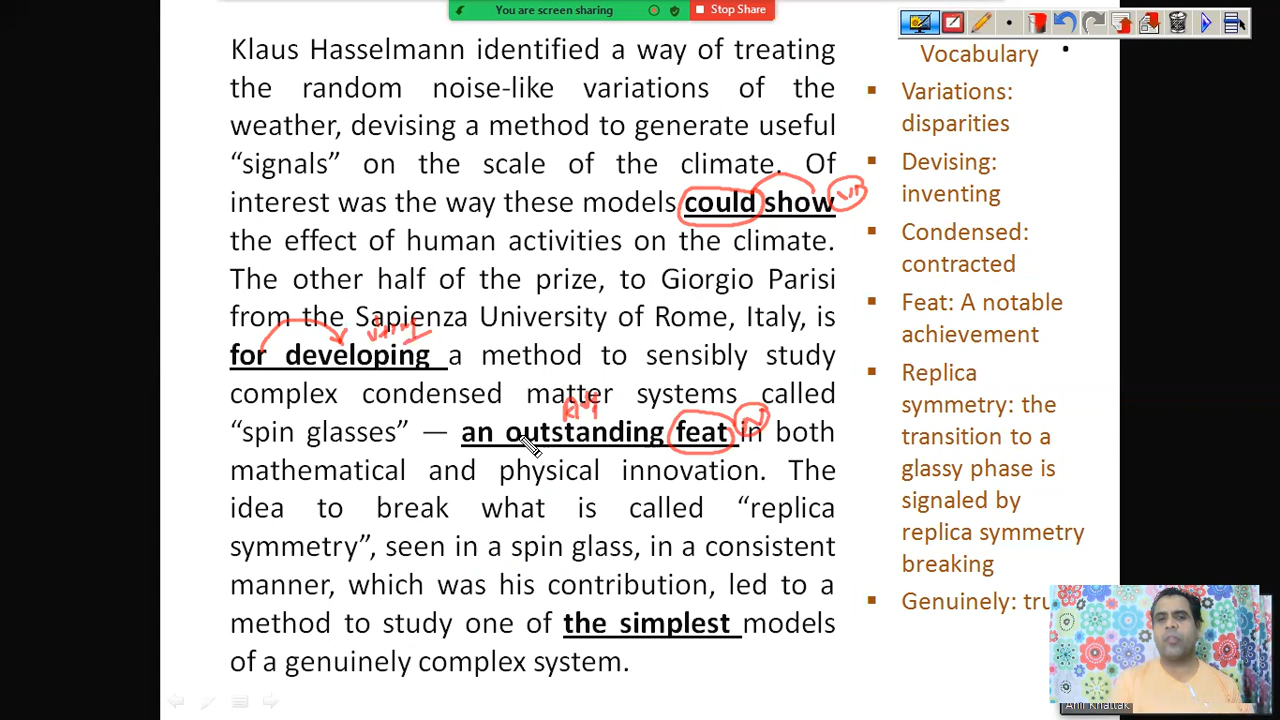 You are screen sharing
Stop Share
Klaus Hasselmann identified a way of treating
the random noise-like variations of the
weather, devising a method to generate useful
“signals” on the scale of the climate. Of
interest was the way these models could show
the effect of human activities on the climate.
The other half of the prize, to Giorgio Parisi
from the Sapienza University of Rome, Italy, is
for developing a method to sensibly study
complex condensed matter systems called
“spin glasses” — an outstanding feat in both
mathematical and physical innovation. The
idea to break what is called “replica
symmetry”, seen in a spin glass, in a consistent
manner, which was his contribution, led to a
method to study one of the simplest models
of a genuinely complex system.
Vocabulary
Variations:
disparities
Devising:
inventing
Condensed:
contracted
Feat: A notable
achievement
Replica
symmetry: the
transition to a
glassy phase is
signaled by
replica symmetry
breaking
Genuinely: